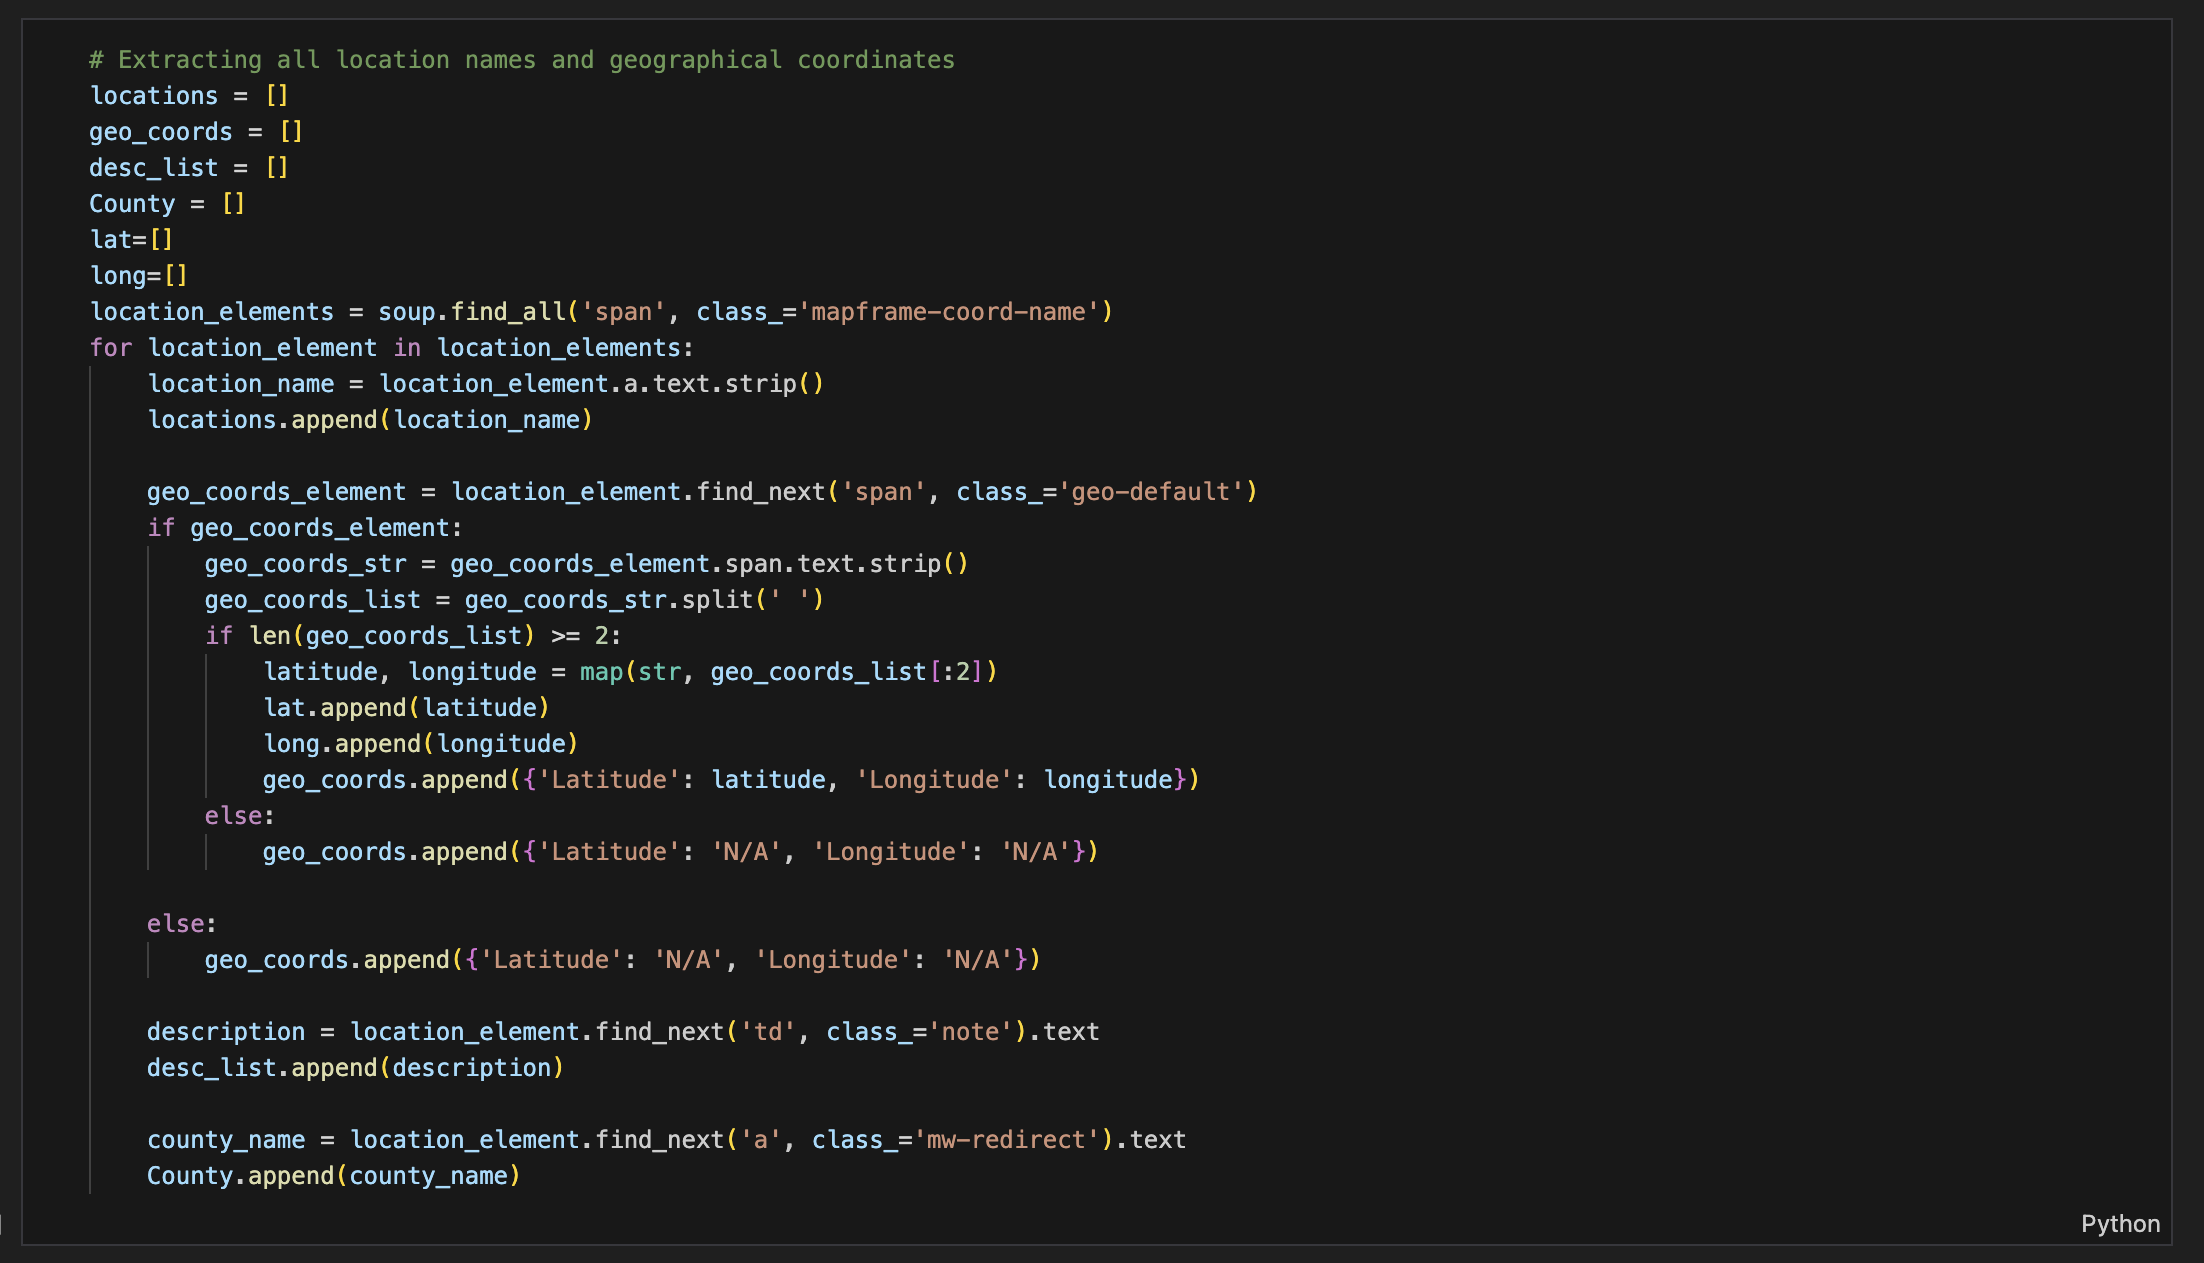 # Extracting all location names and geographical coordinates
locations = []
geo_coords = []
desc_list = []
County = []
lat=[]
long=[]
location_elements = soup.find_all('span', class_='mapframe-coord-name')
for location_element in location_elements:
    location_name = location_element.a.text.strip()
    locations.append(location_name)

    geo_coords_element = location_element.find_next('span', class_='geo-default')
    if geo_coords_element:
        geo_coords_str = geo_coords_element.span.text.strip()
        geo_coords_list = geo_coords_str.split(' ')
        if len(geo_coords_list) >= 2:
            latitude, longitude = map(str, geo_coords_list[:2])
            lat.append(latitude)
            long.append(longitude)
            geo_coords.append({'Latitude': latitude, 'Longitude': longitude})
        else:
            geo_coords.append({'Latitude': 'N/A', 'Longitude': 'N/A'})

    else:
        geo_coords.append({'Latitude': 'N/A', 'Longitude': 'N/A'})

    description = location_element.find_next('td', class_='note').text
    desc_list.append(description)

    county_name = location_element.find_next('a', class_='mw-redirect').text
    County.append(county_name)
Python